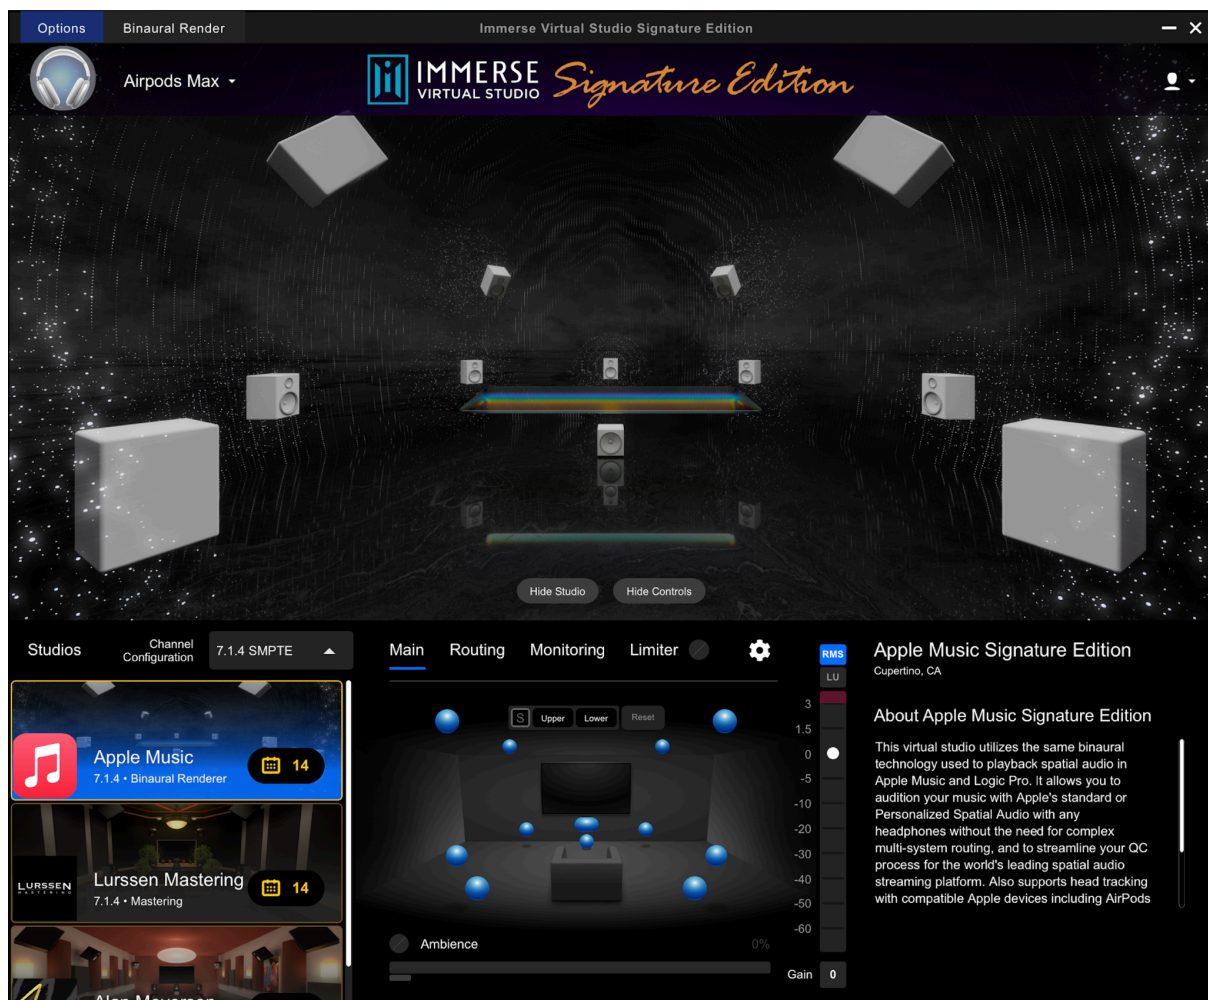 Options
Binaural Render
Immerse Virtual Studio Signature Edition
Airpods Max
IMMERSE
VIRTUAL STUDIO
Signature Edition
Hide Studio
Hide Controls
Studios
Channel
Configuration
7.1.4 SMPTE
Apple Music
7.1.4 • Binaural Renderer
14
LURSSEN
MASTERING
Lurssen Mastering
7.1.4 • Mastering
14
Main
Routing
Monitoring
Limiter
S
Upper
Lower
Reset
Ambience
0%
RMS
LU
3
1.5
0
-5
-10
-20
-30
-40
-50
-60
Gain
0
Apple Music Signature Edition
Cupertino, CA
About Apple Music Signature Edition
This virtual studio utilizes the same binaural
technology used to playback spatial audio in
Apple Music and Logic Pro. It allows you to
audition your music with Apple's standard or
Personalized Spatial Audio with any
headphones without the need for complex
multi-system routing, and to streamline your QC
process for the world's leading spatial audio
streaming platform. Also supports head tracking
with compatible Apple devices including AirPods